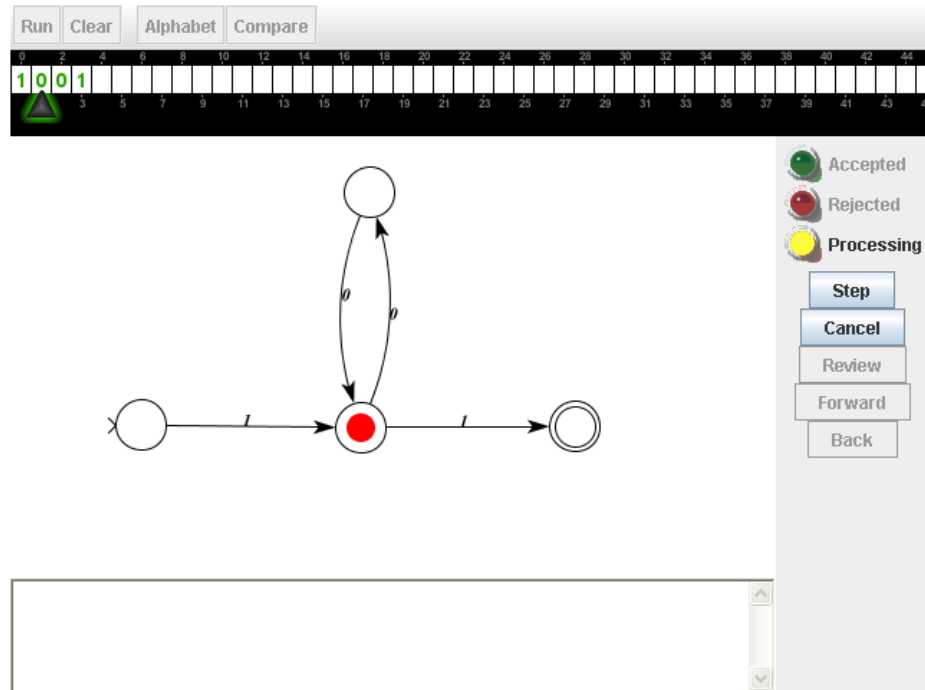 Run Clear Alphabet Compare
0 2 4 6 8 10 12 14 16 18 20 22 24 26 28 30 32 34 36 38 40 42 44
1 0 0 1
3 5 7 9 11 13 15 17 19 21 23 25 27 29 31 33 35 37 39 41 43
Accepted
Rejected
Processing
Step
Cancel
Review
Forward
Back
0
0
1 1